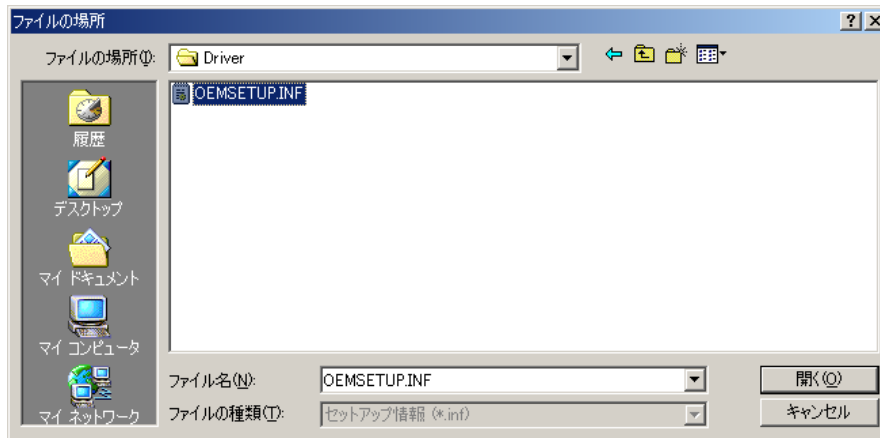 ファイルの場所
ファイルの場所(I):
Driver
OEMSETUP.INF
履歴
デスクトップ
マイ ドキュメント
マイ コンピュータ
マイ ネットワーク
ファイル名(N):
OEMSETUP.INF
開く(O)
ファイルの種類(T):
セットアップ情報 (*.inf)
キャンセル